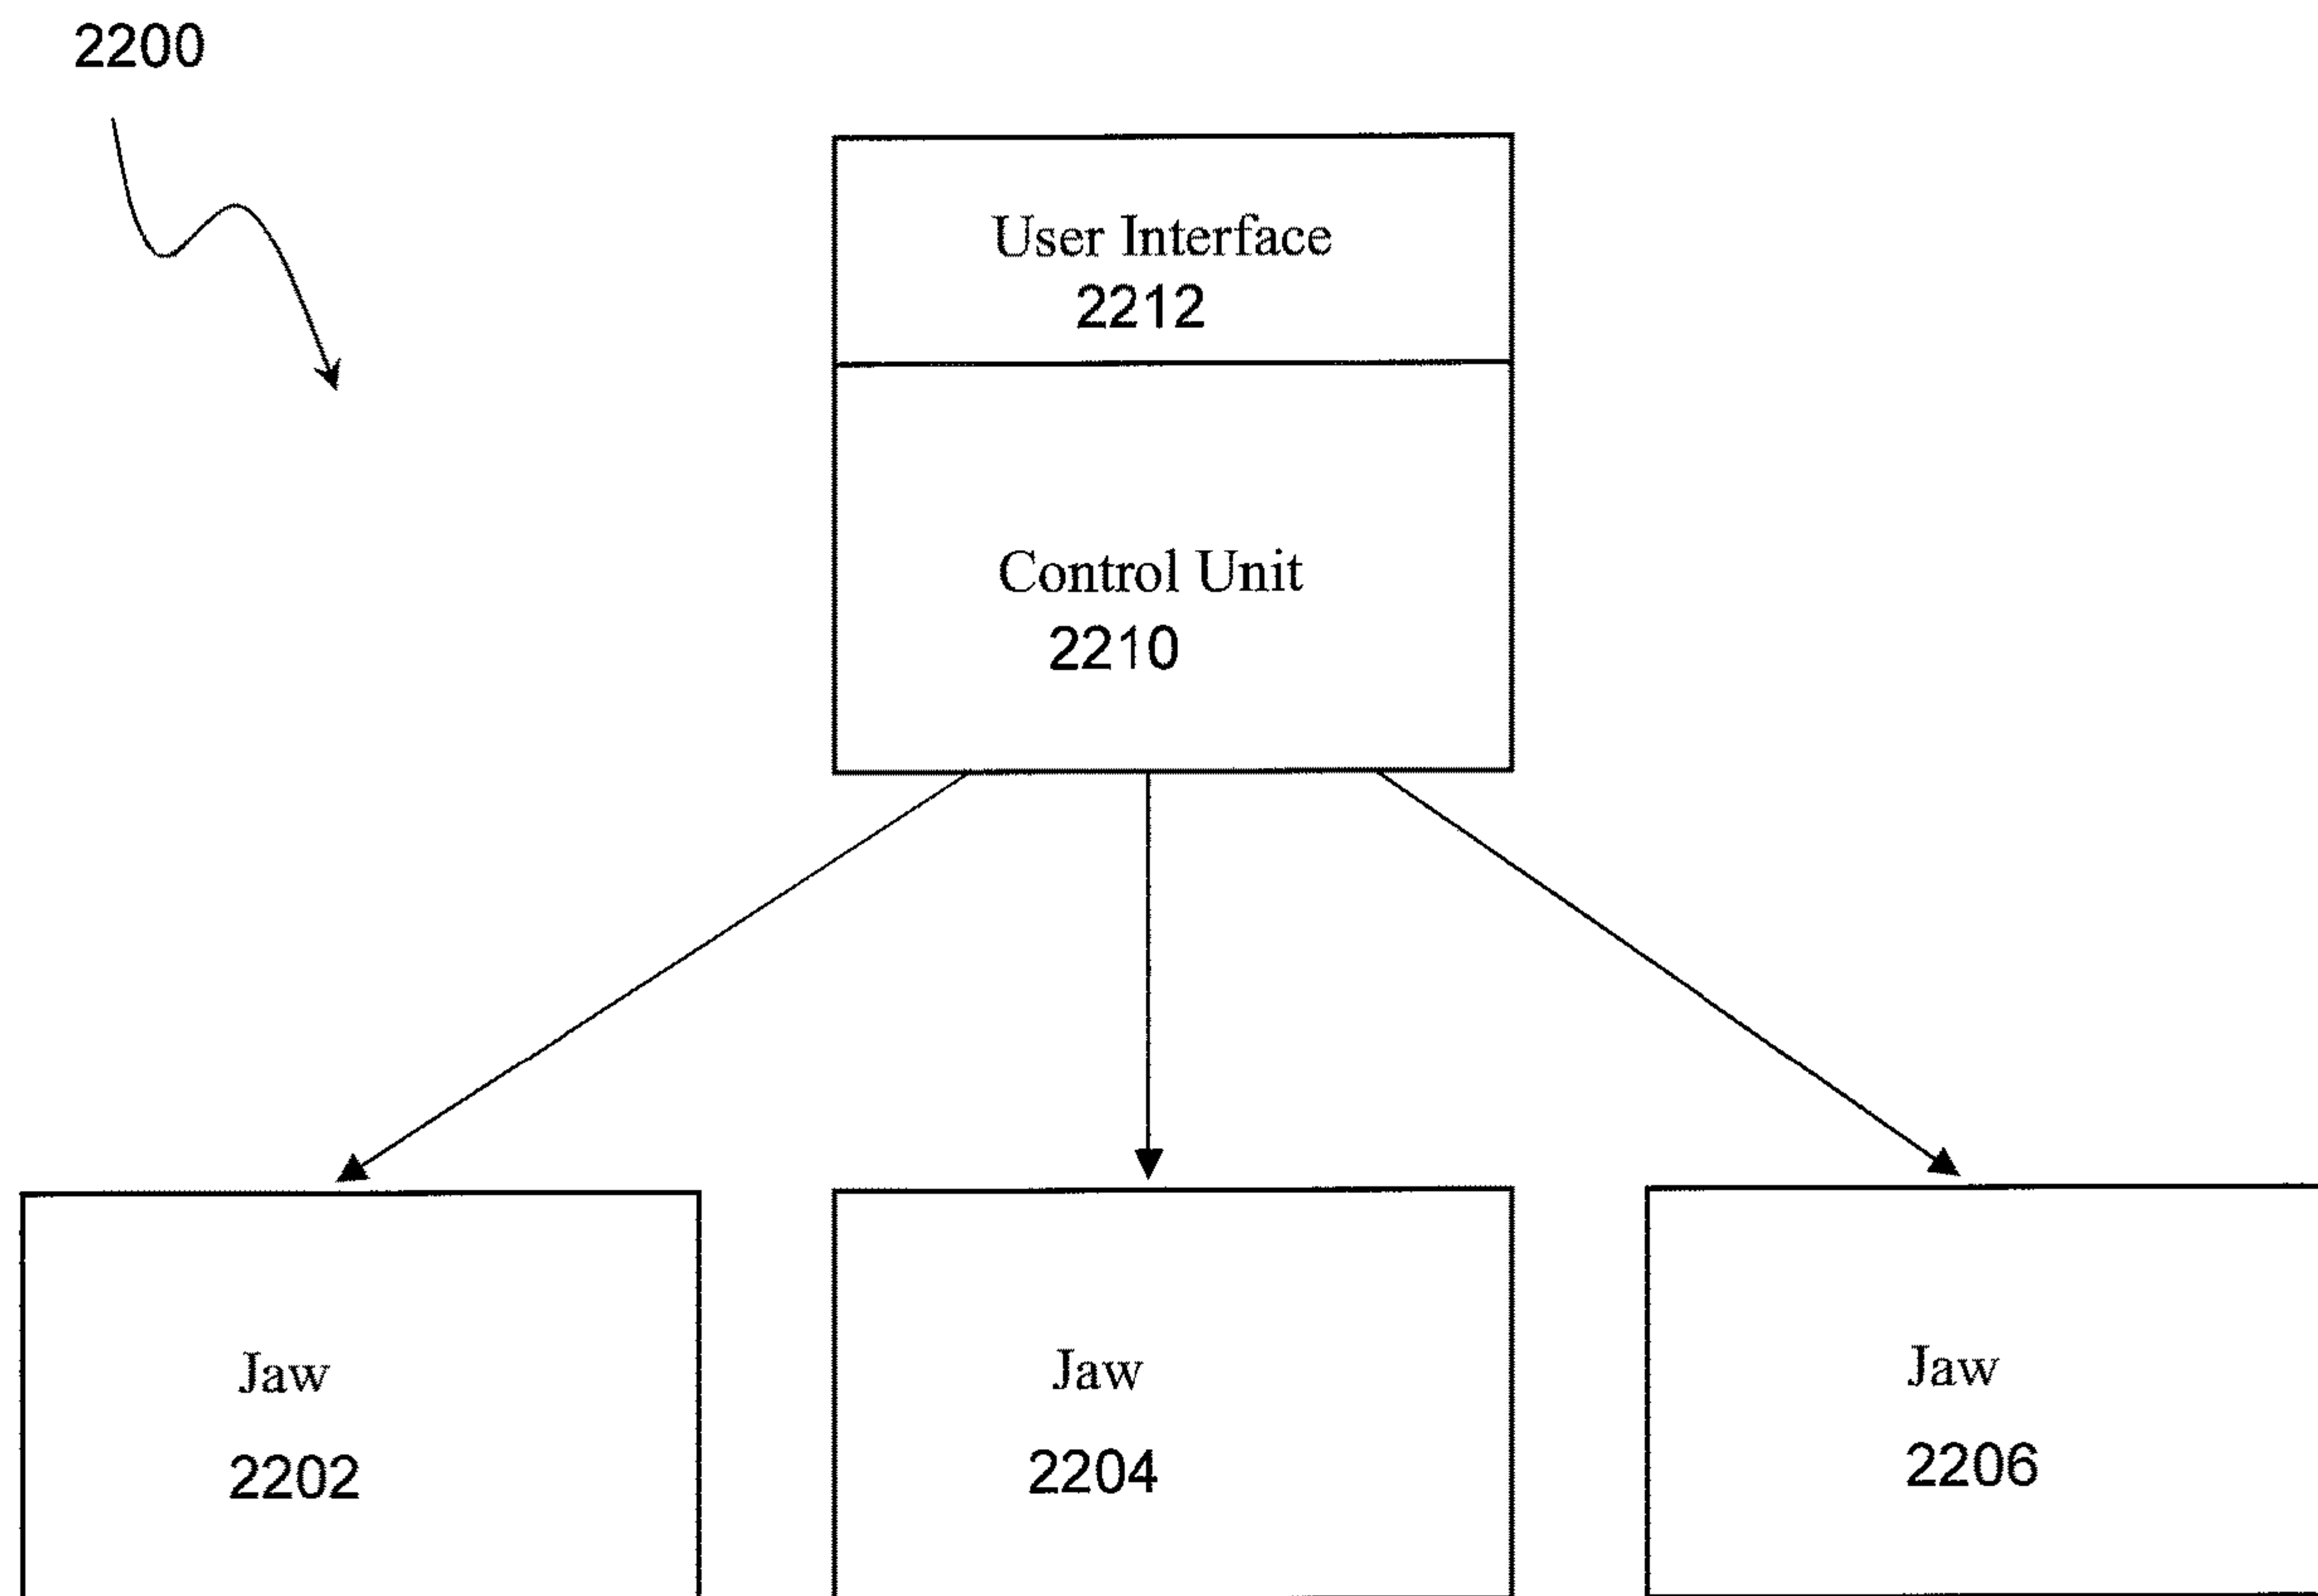 2200
User Interface
2212
Control Unit
2210
Jaw
2202
Jaw
2204
Jaw
2206